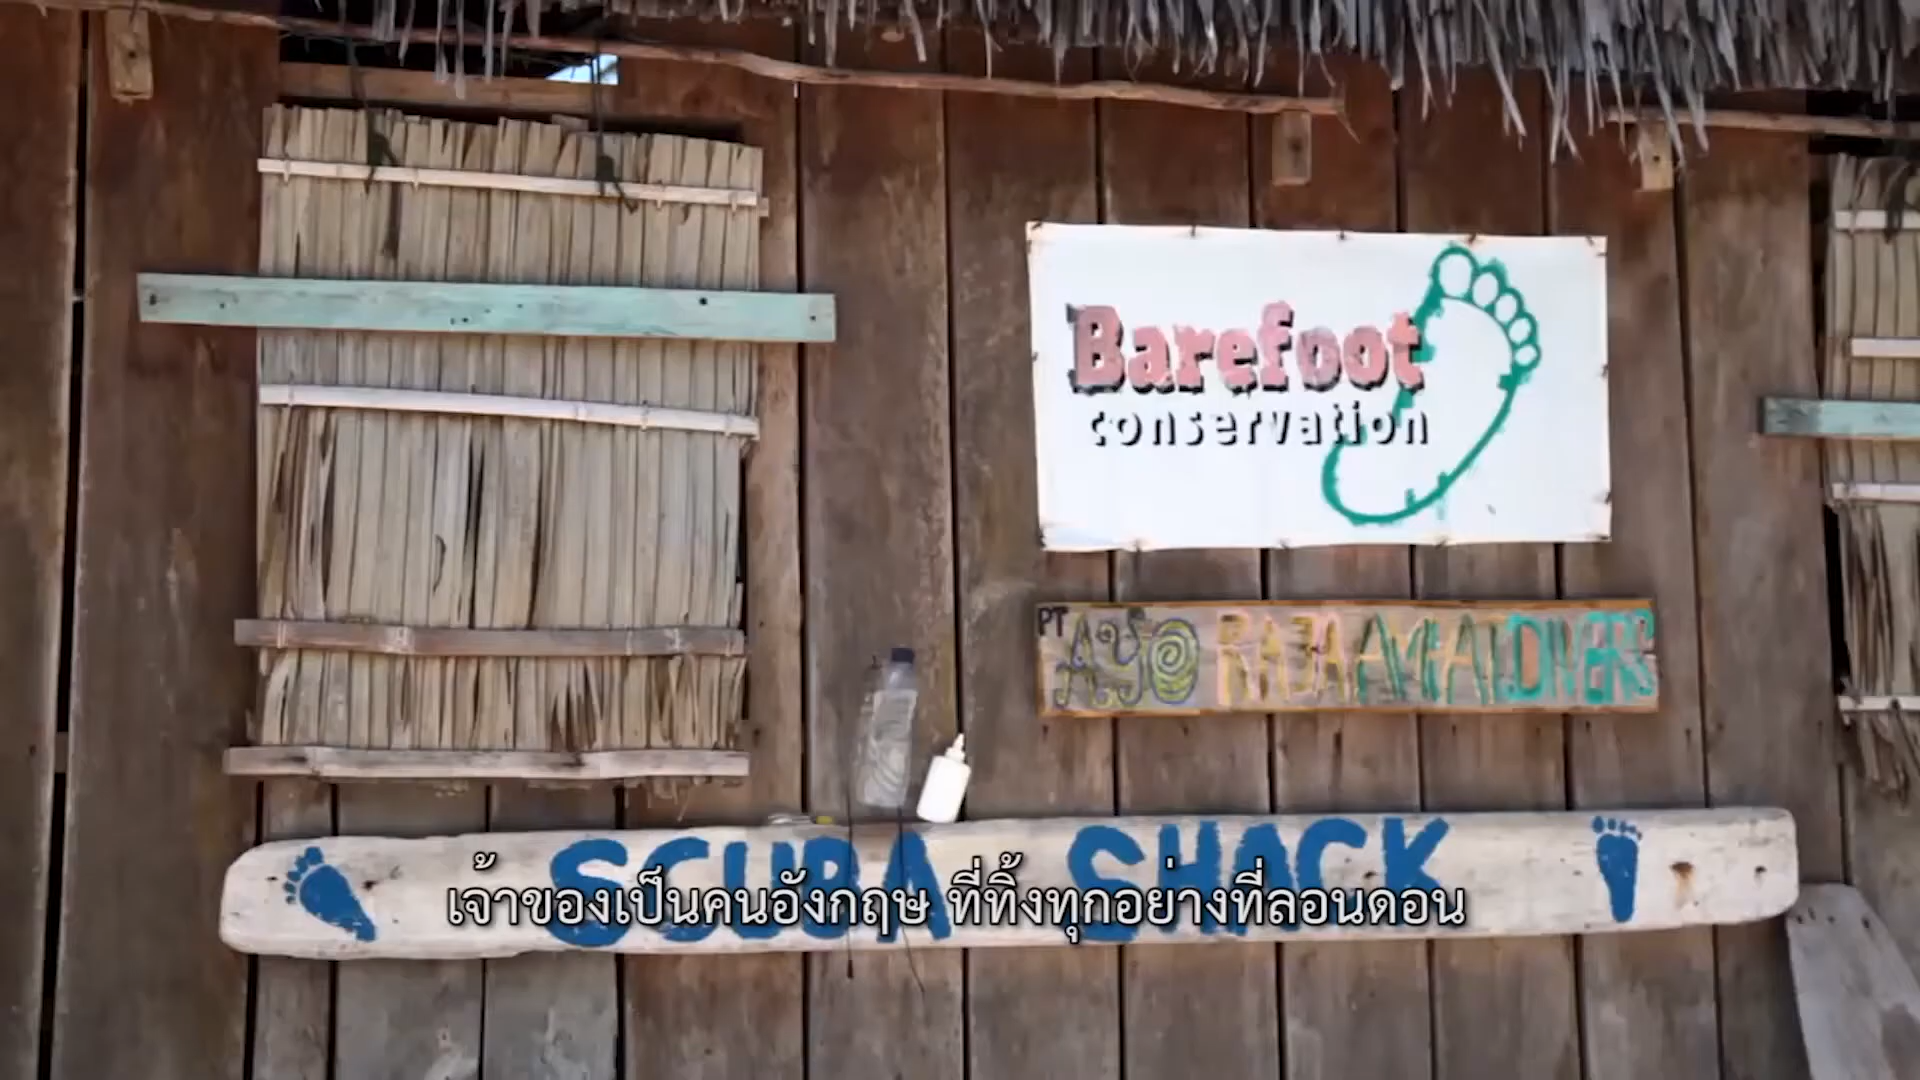 Barefoot
conservation
PT AYO RAJA AMPAT DIVERS
SCUBA SHACK
เจ้าของเป็นคนอังกฤษ ที่ทิ้งทุกอย่างที่ลอนดอน